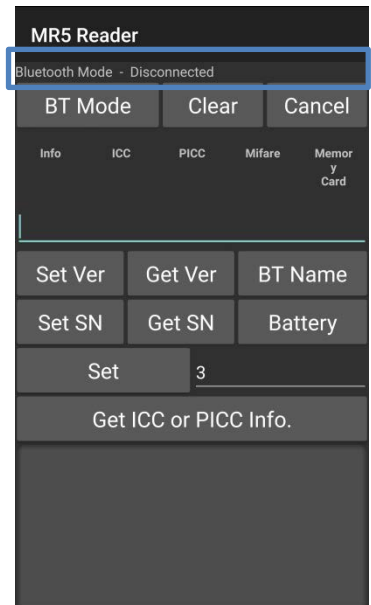 MR5 Reader
Bluetooth Mode - Disconnected
BT Mode Clear Cancel
Info ICC PICC Mifare Memor
y
Card
Set Ver Get Ver BT Name
Set SN Get SN Battery
Set 3
Get ICC or PICC Info.